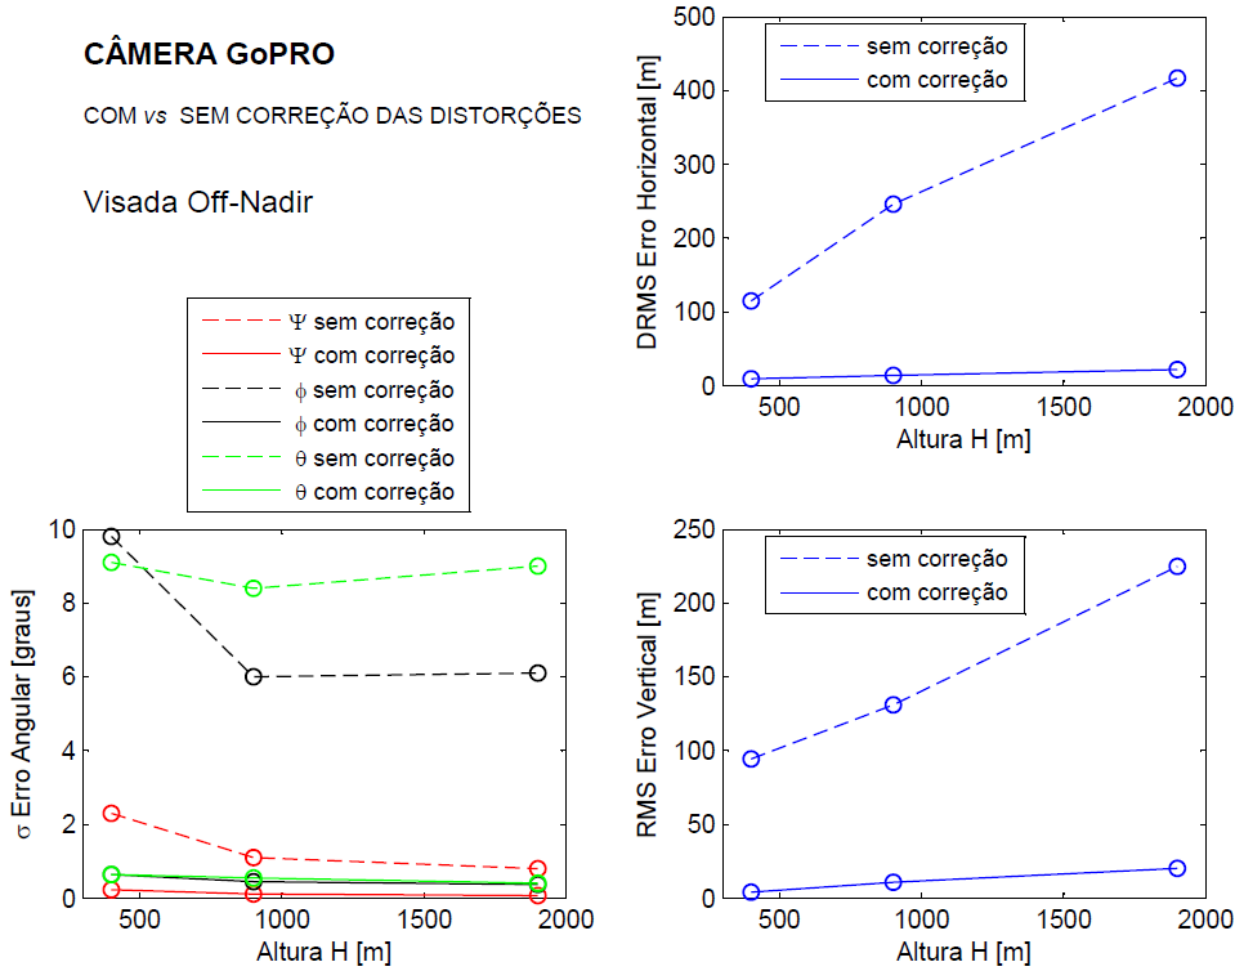 CÂMERA GoPRO
COM vs SEM CORREÇÃO DAS DISTORÇÕES
Visada Off-Nadir
500
400
300
200
100
0
DRMS Erro Horizontal [m]
sem correção
com correção
500 1000 1500 2000
Altura H [m]
Ψ sem correção
Ψ com correção
ϕ sem correção
ϕ com correção
θ sem correção
θ com correção
10
8
6
4
2
0
σ Erro Angular [graus]
500 1000 1500 2000
Altura H [m]
250
200
150
100
50
0
RMS Erro Vertical [m]
sem correção
com correção
500 1000 1500 2000
Altura H [m]